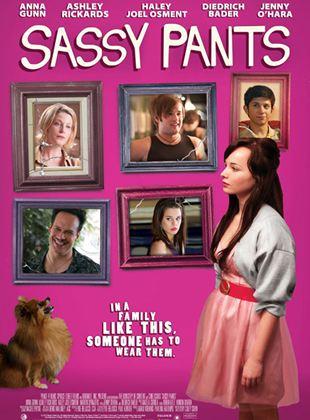 ANNA GUNN
ASHLEY RICKARDS
HALEY JOEL OSMENT
DIEDRICH BADER
JENNY O'HARA
SASSY PANTS
IN A
FAMILY
LIKE THIS,
SOMEONE HAS TO
WEAR THEM.